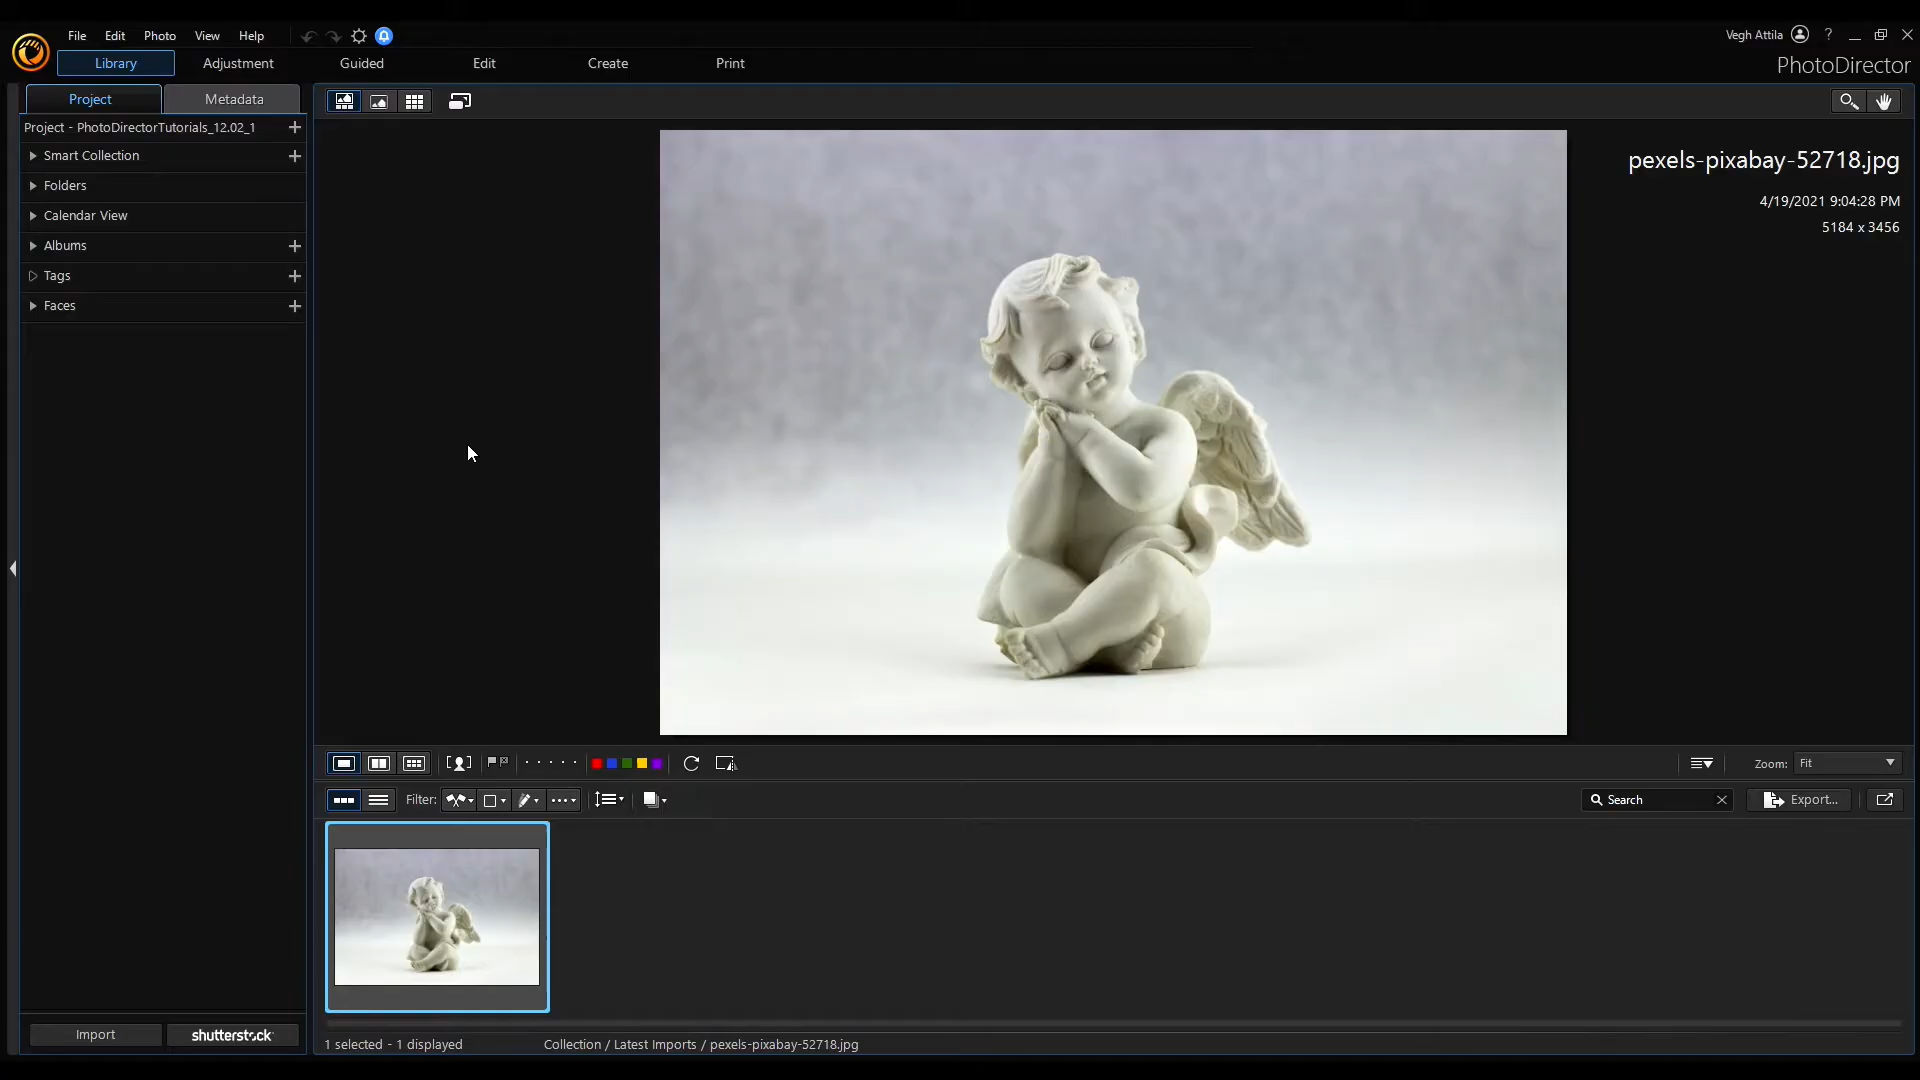 File Edit Photo View Help
Vegh Attila ?
Library Adjustment Guided Edit Create Print
PhotoDirector
Project Metadata
Project - PhotoDirectorTutorials_12.02_1
Smart Collection
Folders
Calendar View
Albums
Tags
Faces
pexels-pixabay-52718.jpg
4/19/2021 9:04:28 PM
5184 x 3456
Zoom: Fit
Filter:
Search
Export...
Import shutterstock
1 selected - 1 displayed
Collection / Latest Imports / pexels-pixabay-52718.jpg